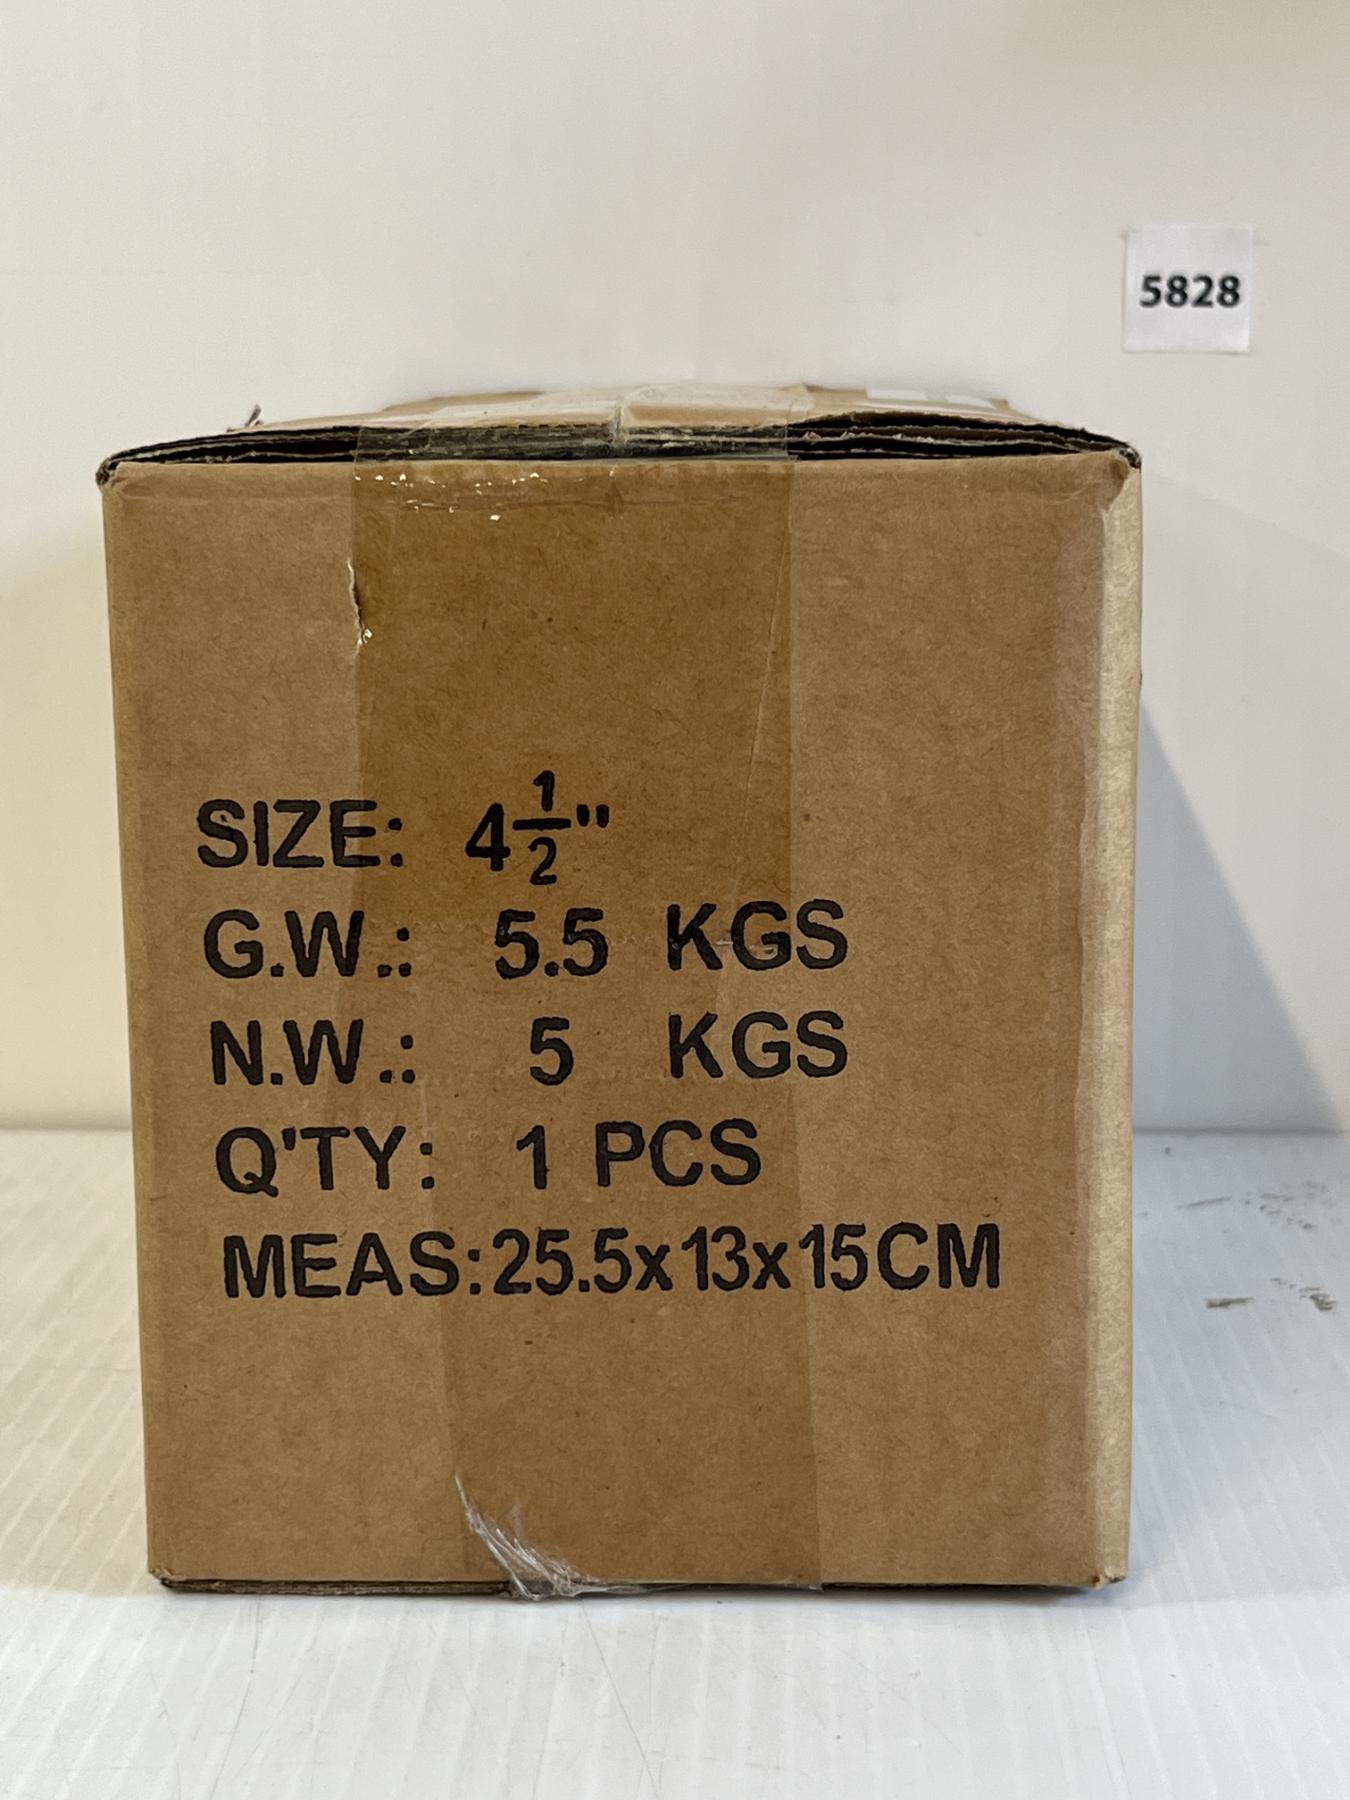 5828
SIZE: 4 1/2"
G.W.: 5.5 KGS
N.W.: 5 KGS
Q'TY: 1 PCS
MEAS:25.5x13x15CM